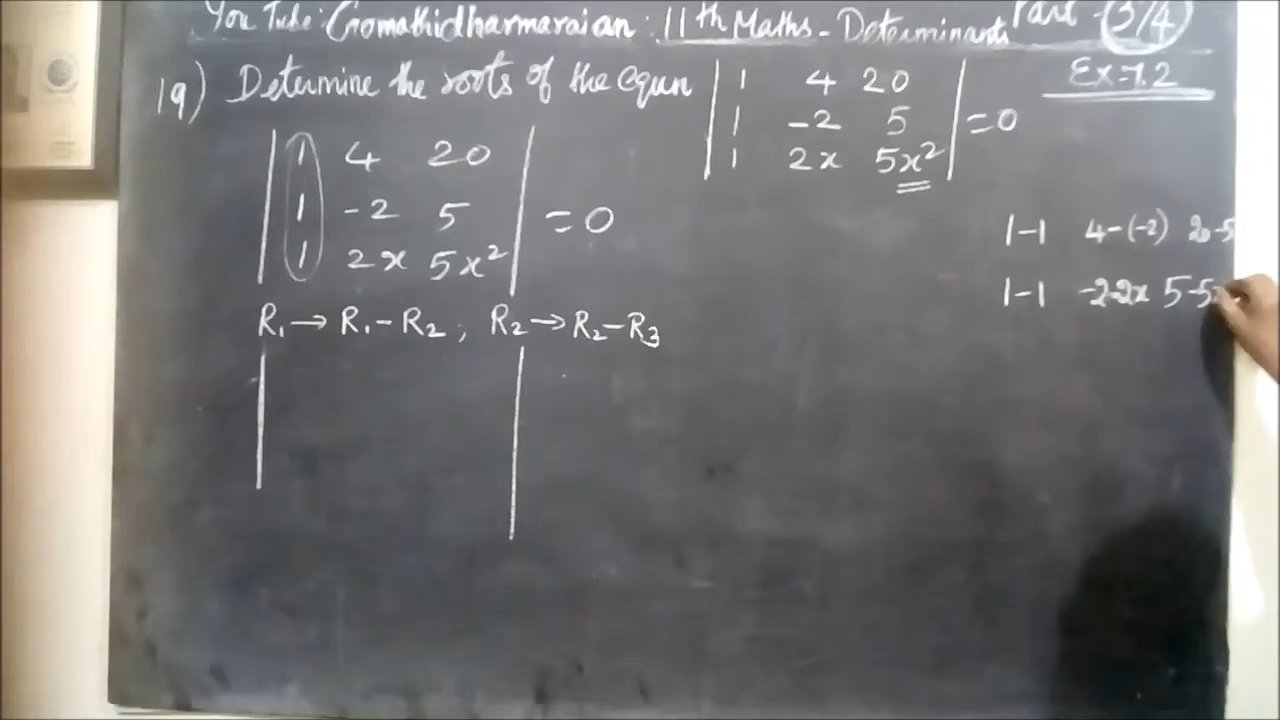 You Tube: Gomathidharmaraian: 11th Maths - Determinants Part - 3/4
19) Determine the roots of the equn | 1 4 20 | Ex-7.2
| 1 -2 5 | = 0
| 1 2x 5x² |
| 1 4 20 |
| 1 -2 5 | = 0
| 1 2x 5x² |
1-1 4-(-2) 20-5
1-1 -2-2x 5-5x
R₁ → R₁ - R₂ ; R₂ → R₂ - R₃